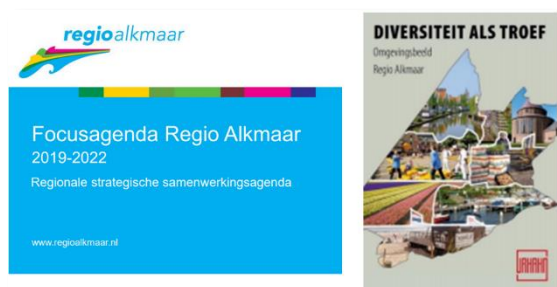 regioalkmaar
Focusagenda Regio Alkmaar
2019-2022
Regionale strategische samenwerkingsagenda
www.regioalkmaar.nl
DIVERSITEIT ALS TROEF
Omgevingsbeeld
Regio Alkmaar